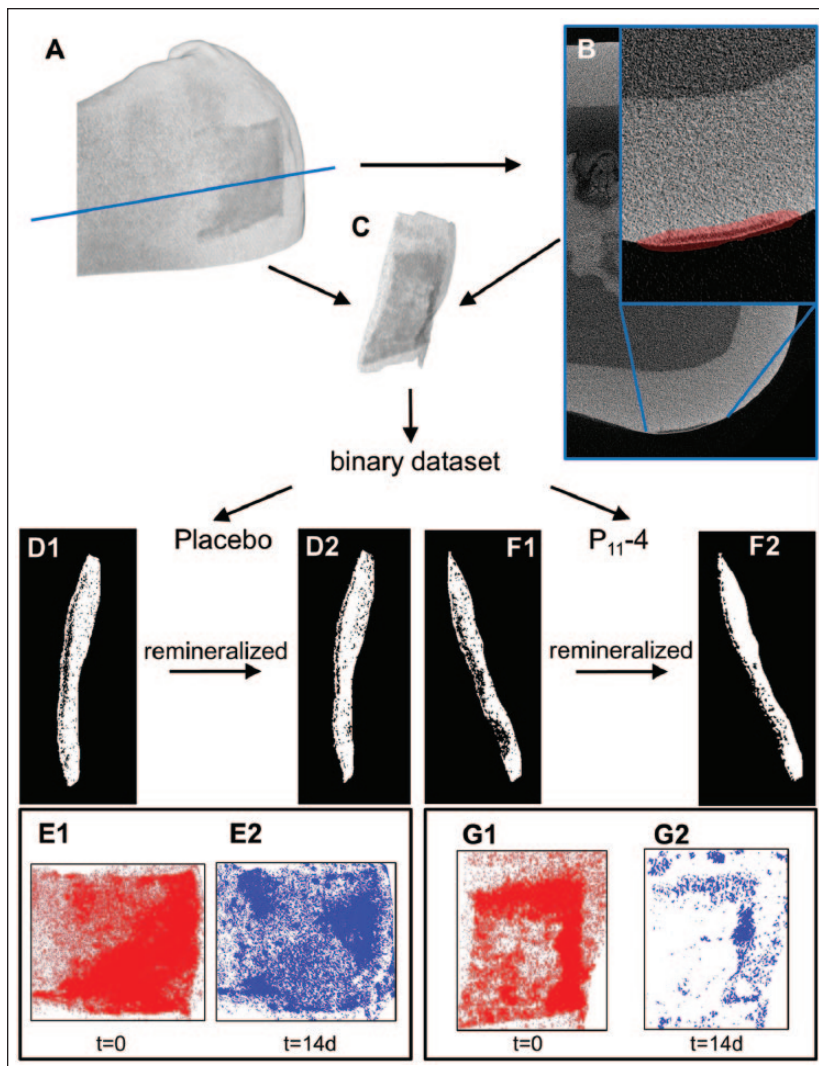 A
B
C
binary dataset
D1
Placebo
D2
F1
P₁₁-4
F2
remineralized
remineralized
E1
E2
G1
G2
t=0
t=14d
t=0
t=14d